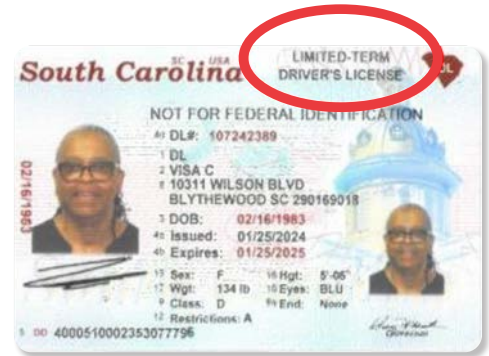 SC USA
South Carolina
LIMITED-TERM
DRIVER'S LICENSE
DL
NOT FOR FEDERAL IDENTIFICATION
4d DL#: 107242389
1 DL
2 VISA C
8 10311 WILSON BLVD
BLYTHEWOOD SC 290169018
3 DOB: 02/16/1983
4a Issued: 01/25/2024
4b Expires: 01/25/2025
15 Sex: F 16 Hgt: 5'-06"
17 Wgt: 134 lb 18 Eyes: BLU
9 Class: D 9a End: None
12 Restrictions: A
5 DD 4000510002353077796
02/16/1983